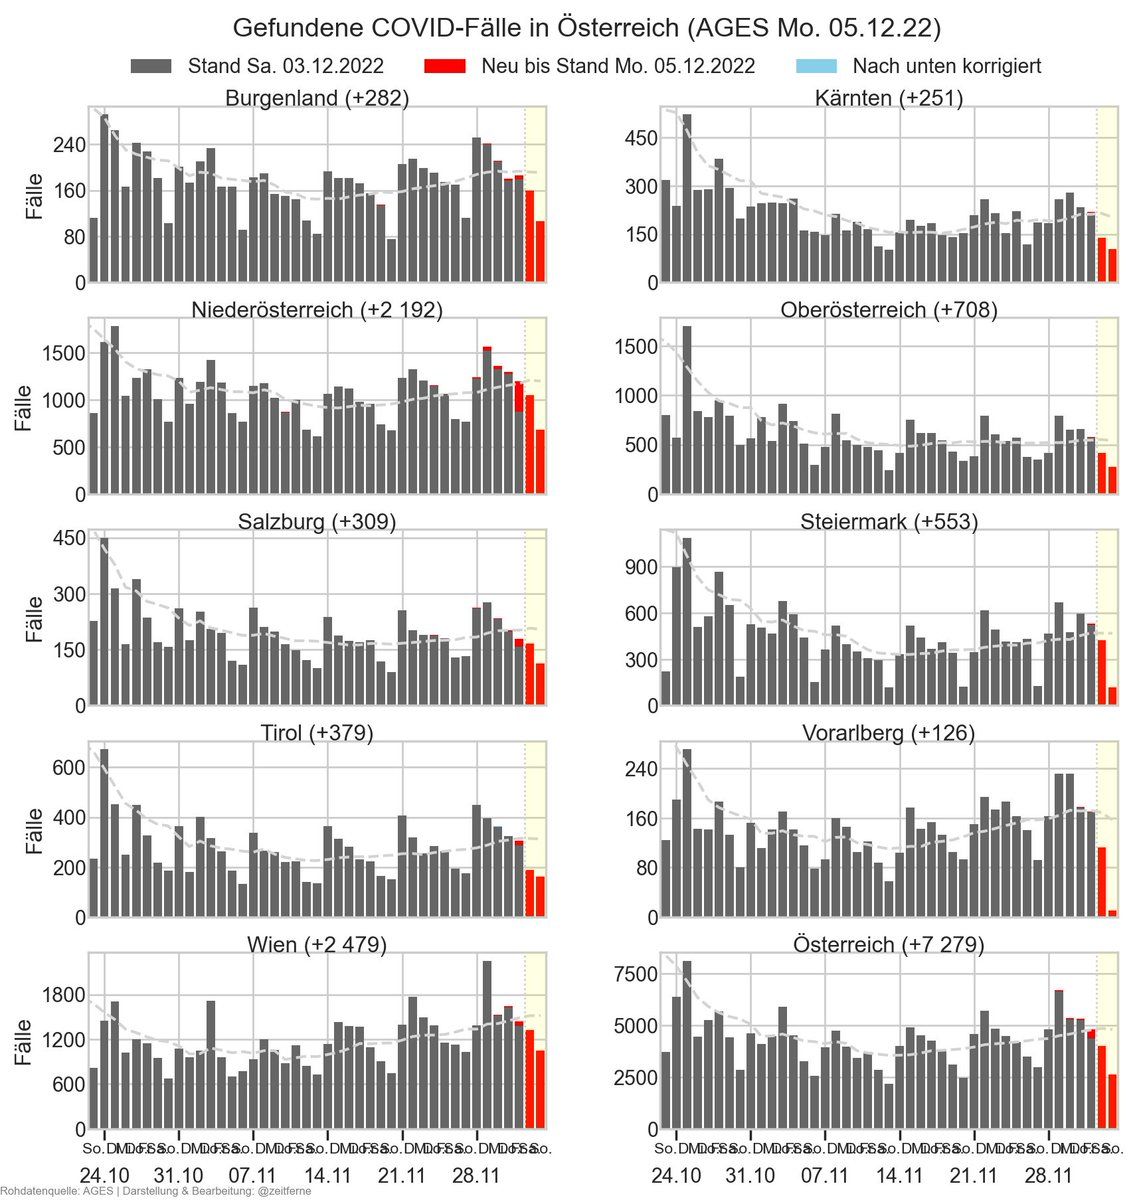 Gefundene COVID-Fälle in Österreich (AGES Mo. 05.12.22)
Stand Sa. 03.12.2022 Neu bis Stand Mo. 05.12.2022 Nach unten korrigiert
Burgenland (+282)
Fälle
240
160
80
0
Kärnten (+251)
450
300
150
0
Niederösterreich (+2 192)
Fälle
1500
1000
500
0
Oberösterreich (+708)
1500
1000
500
0
Salzburg (+309)
Fälle
450
300
150
0
Steiermark (+553)
900
600
300
0
Tirol (+379)
Fälle
600
400
200
0
Vorarlberg (+126)
240
160
80
0
Wien (+2 479)
Fälle
1800
1200
600
0
Österreich (+7 279)
7500
5000
2500
0
24.10 31.10 07.11 14.11 21.11 28.11
24.10 31.10 07.11 14.11 21.11 28.11
Rohdatenquelle: AGES | Darstellung & Bearbeitung: @zeitferne